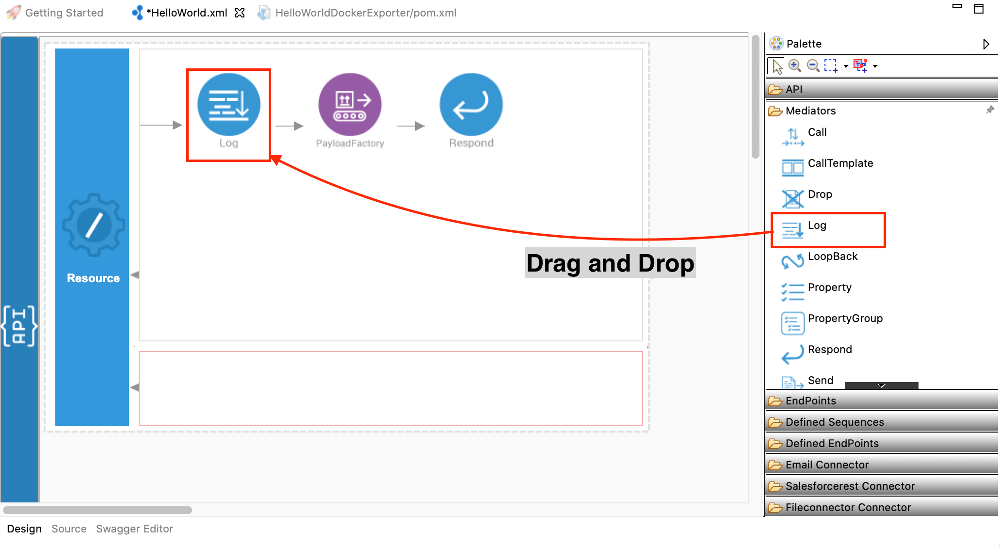 Getting Started
*HelloWorld.xml
HelloWorldDockerExporter/pom.xml
API
Resource
Log
PayloadFactory
Respond
Drag and Drop
Palette
API
Mediators
Call
CallTemplate
Drop
Log
LoopBack
Property
PropertyGroup
Respond
Send
EndPoints
Defined Sequences
Defined EndPoints
Email Connector
Salesforcerest Connector
Fileconnector Connector
Design
Source
Swagger Editor